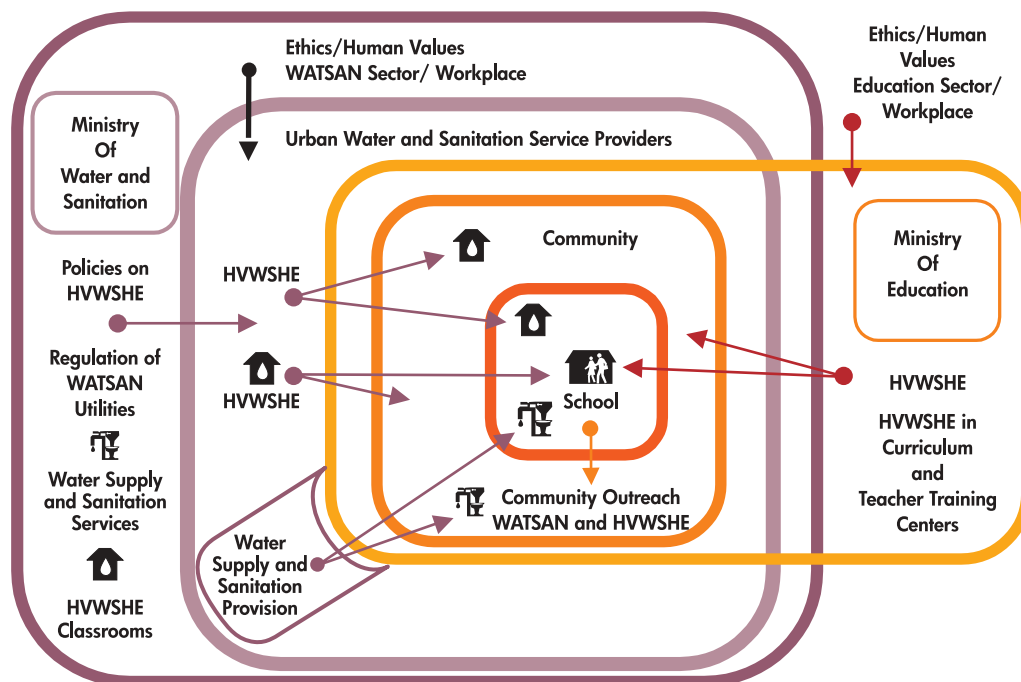 Ethics/Human Values
WATSAN Sector/ Workplace
Ethics/Human
Values
Education Sector/
Workplace
Ministry
Of
Water and
Sanitation
Urban Water and Sanitation Service Providers
Community
Ministry
Of
Education
Policies on
HVWSHE
HVWSHE
Regulation of
WATSAN
Utilities
HVWSHE
School
HVWSHE
HVWSHE in
Curriculum
and
Teacher Training
Centers
Water Supply
and Sanitation
Services
Community Outreach
WATSAN and HVWSHE
Water
Supply and
Sanitation
Provision
HVWSHE
Classrooms